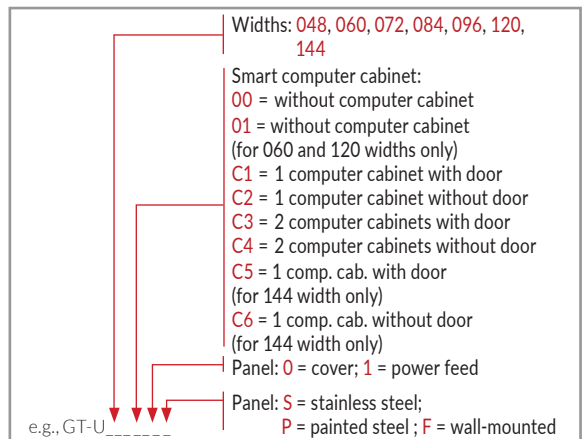 Widths: 048, 060, 072, 084, 096, 120,
144
Smart computer cabinet:
00 = without computer cabinet
01 = without computer cabinet
(for 060 and 120 widths only)
C1 = 1 computer cabinet with door
C2 = 1 computer cabinet without door
C3 = 2 computer cabinets with door
C4 = 2 computer cabinets without door
C5 = 1 comp. cab. with door
(for 144 width only)
C6 = 1 comp. cab. without door
(for 144 width only)
Panel: 0 = cover; 1 = power feed
Panel: S = stainless steel;
P = painted steel ; F = wall-mounted
e.g., GT-U_______